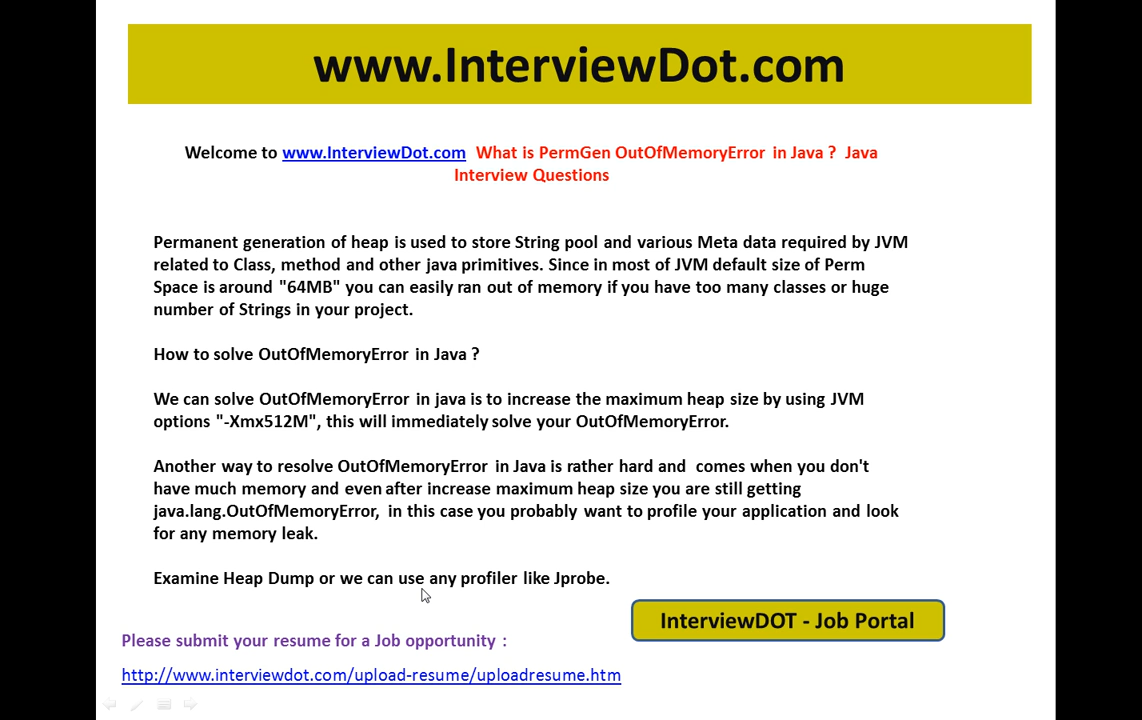 www.InterviewDot.com
Welcome to www.InterviewDot.com What is PermGen OutOfMemoryError in Java ? Java
Interview Questions
Permanent generation of heap is used to store String pool and various Meta data required by JVM
related to Class, method and other java primitives. Since in most of JVM default size of Perm
Space is around "64MB" you can easily ran out of memory if you have too many classes or huge
number of Strings in your project.
How to solve OutOfMemoryError in Java ?
We can solve OutOfMemoryError in java is to increase the maximum heap size by using JVM
options "-Xmx512M", this will immediately solve your OutOfMemoryError.
Another way to resolve OutOfMemoryError in Java is rather hard and comes when you don't
have much memory and even after increase maximum heap size you are still getting
java.lang.OutOfMemoryError, in this case you probably want to profile your application and look
for any memory leak.
Examine Heap Dump or we can use any profiler like Jprobe.
InterviewDOT - Job Portal
Please submit your resume for a Job opportunity :
http://www.interviewdot.com/upload-resume/uploadresume.htm